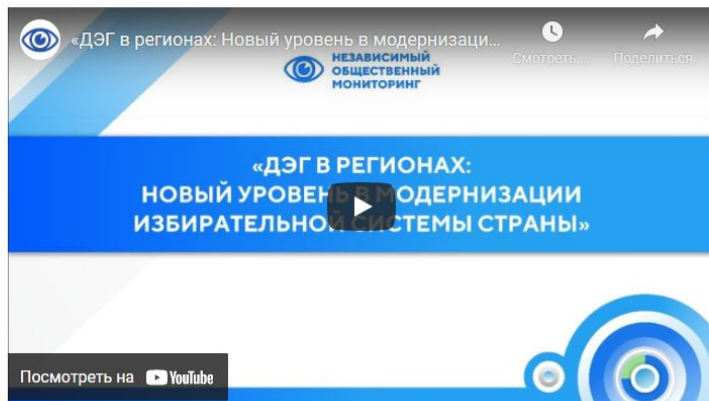 «ДЭГ в регионах: Новый уровень в модернизаци...
Смотреть ...
Поделиться
НЕЗАВИСИМЫЙ
ОБЩЕСТВЕННЫЙ
МОНИТОРИНГ
«ДЭГ В РЕГИОНАХ:
НОВЫЙ УРОВЕНЬ В МОДЕРНИЗАЦИИ
ИЗБИРАТЕЛЬНОЙ СИСТЕМЫ СТРАНЫ»
Посмотреть на YouTube